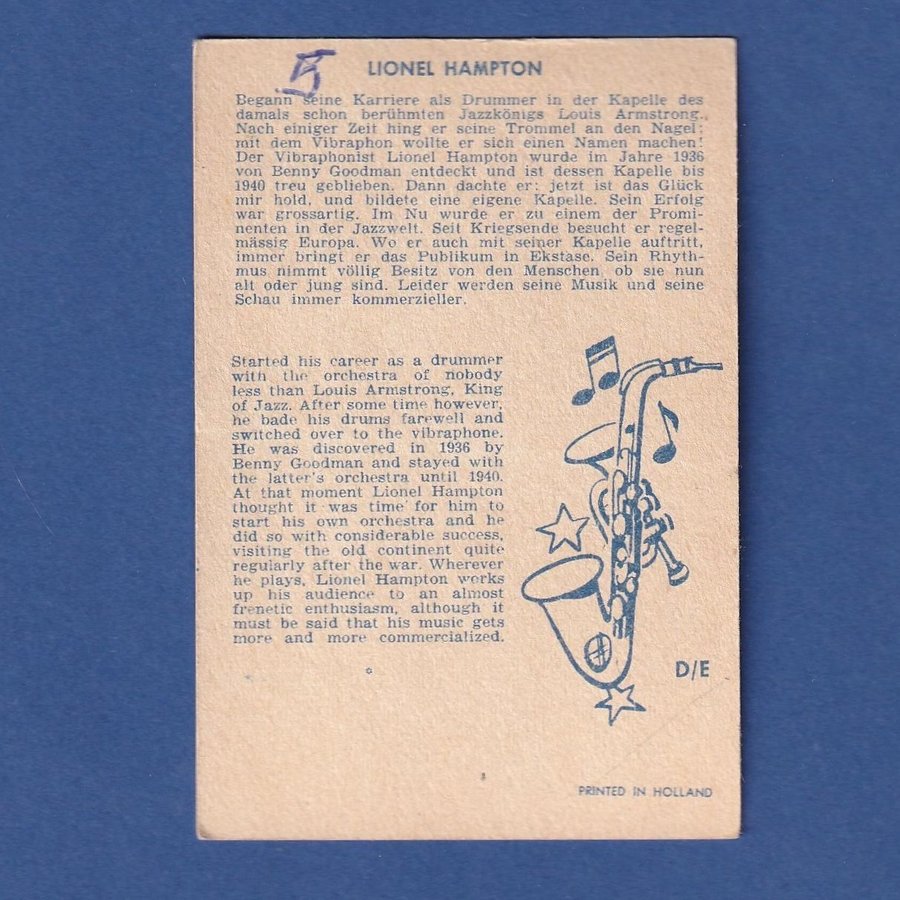 LIONEL HAMPTON
Begann seine Karriere als Drummer in der Kapelle des
damals schon berühmten Jazzkönigs Louis Armstrong.
Nach einiger Zeit hing er seine Trommel an den Nagel;
mit dem Vibraphon wollte er sich einen Namen machen!
Der Vibraphonist Lionel Hampton wurde im Jahre 1936
von Benny Goodman entdeckt und ist dessen Kapelle bis
1940 treu geblieben. Dann dachte er: jetzt ist das Glück
mir hold, und bildete eine eigene Kapelle. Sein Erfolg
war grossartig. Im Nu wurde er zu einem der Promi-
nenten in der Jazzwelt. Seit Kriegsende besucht er regel-
mässig Europa. Wo er auch mit seiner Kapelle auftritt,
immer bringt er das Publikum in Ekstase. Sein Rhyth-
mus nimmt völlig Besitz von den Menschen, ob sie nun
alt oder jung sind. Leider werden seine Musik und seine
Schau immer kommerzieller.
Started his career as a drummer
with the orchestra of nobody
less than Louis Armstrong, King
of Jazz. After some time however,
he bade his drums farewell and
switched over to the vibraphone.
He was discovered in 1936 by
Benny Goodman and stayed with
the latter's orchestra until 1940.
At that moment Lionel Hampton
thought it was time for him to
start his own orchestra and he
did so with considerable success,
visiting the old continent quite
regularly after the war. Wherever
he plays, Lionel Hampton works
up his audience to an almost
frenetic enthusiasm, although it
must be said that his music gets
more and more commercialized.
D/E
PRINTED IN HOLLAND